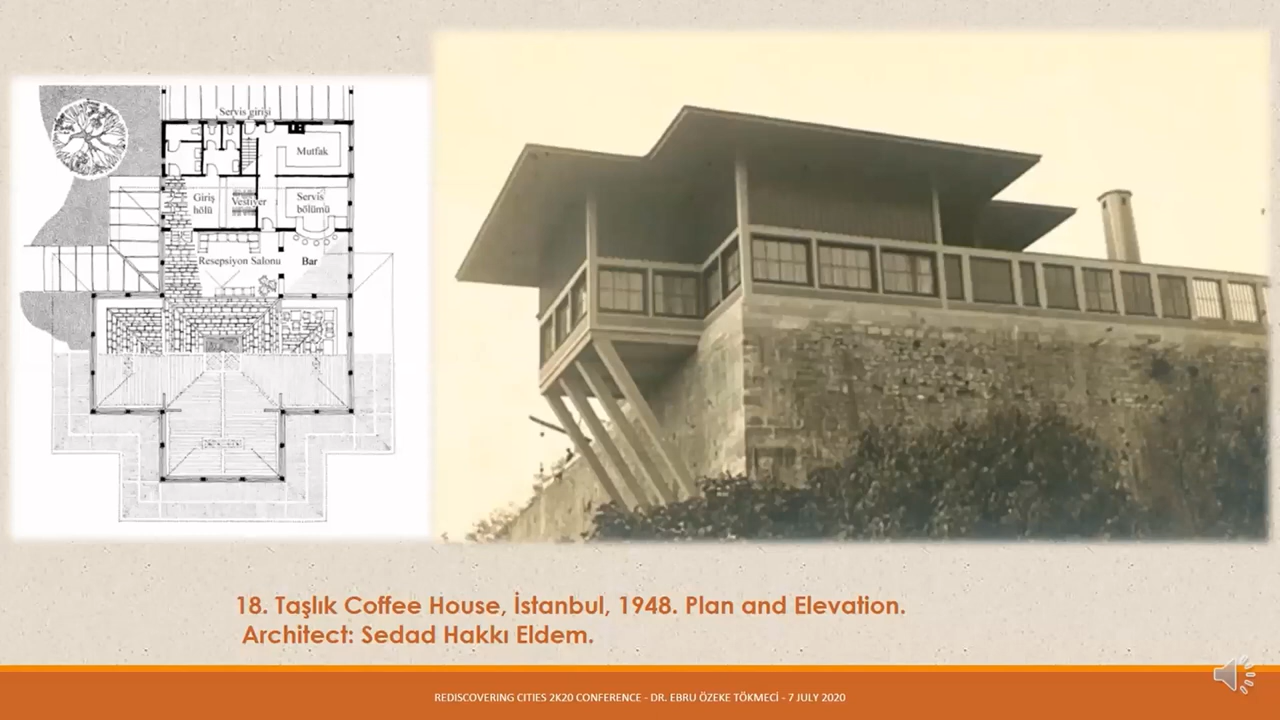 Servis girişi
Mutfak
Giriş
hölü
Vestiyer
Servis
bölümü
Resepsiyon Salonu
Bar
18. Taşlık Coffee House, İstanbul, 1948. Plan and Elevation.
Architect: Sedad Hakkı Eldem.
REDISCOVERING CITIES 2K20 CONFERENCE - DR. EBRU ÖZEKE TÖKMECİ - 7 JULY 2020